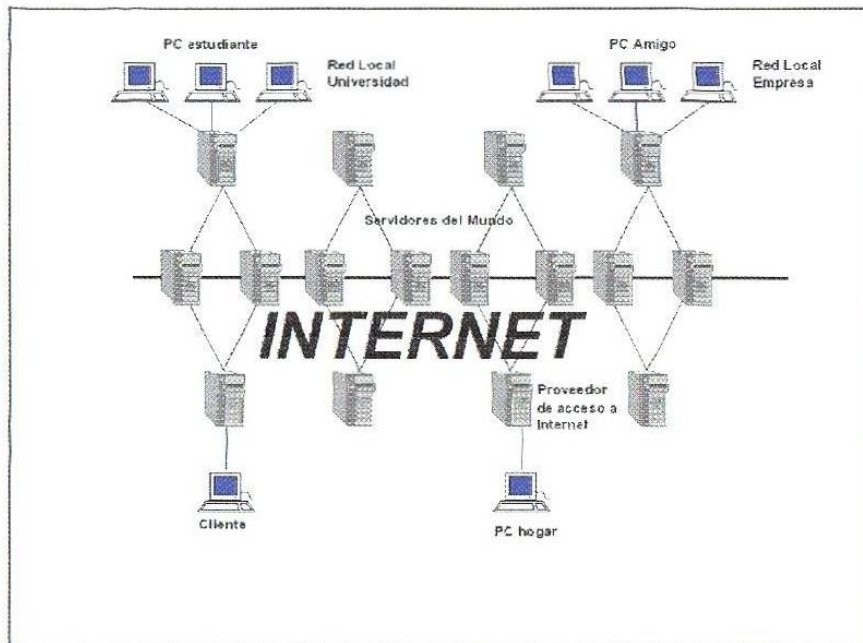 PC estudiante
Red Local
Universidad
PC Amigo
Red Local
Empresa
Servidores del Mundo
INTERNET
Proveedor
de acceso a
Internet
Cliente
PC hogar